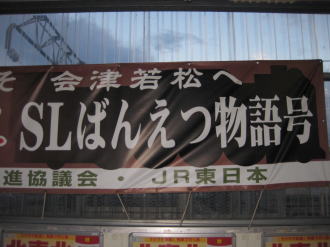 そ 会津若松へ
SLばんえつ物語号
進協議会・JR東日本